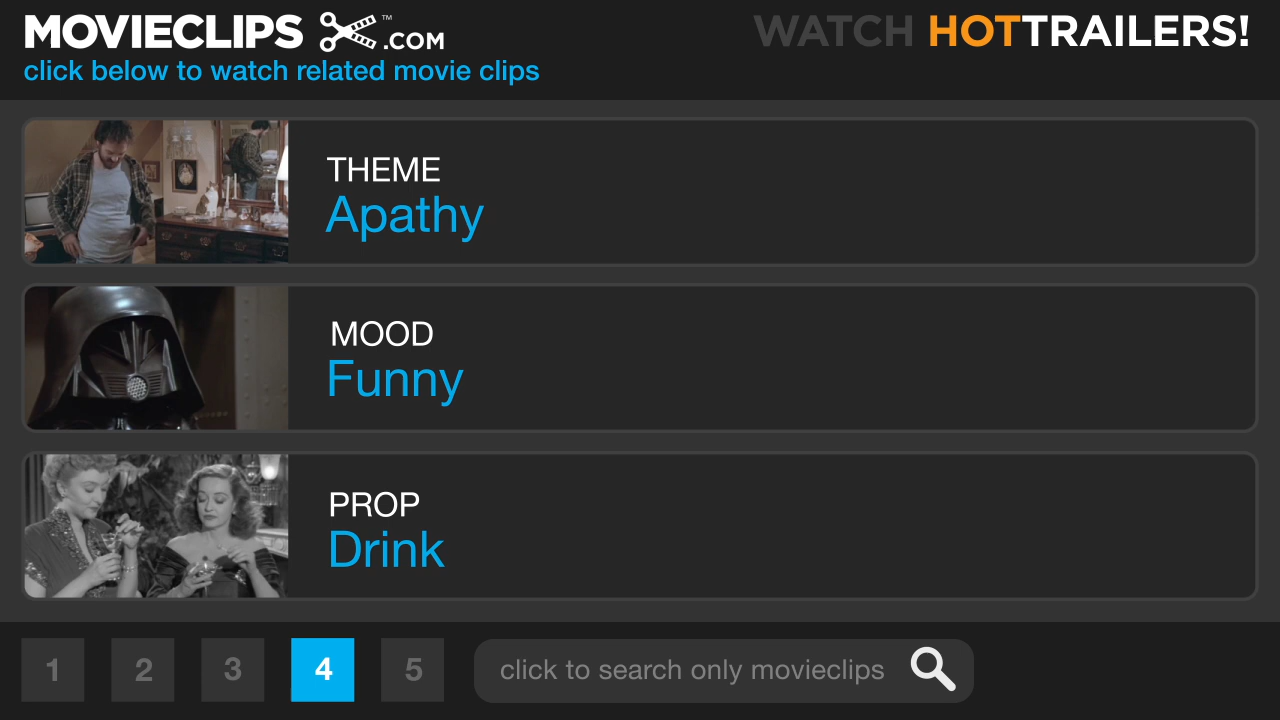 MOVIECLIPS ™ .COM
WATCH HOTTRAILERS!
click below to watch related movie clips
THEME
Apathy
MOOD
Funny
PROP
Drink
1 2 3 4 5
click to search only movieclips